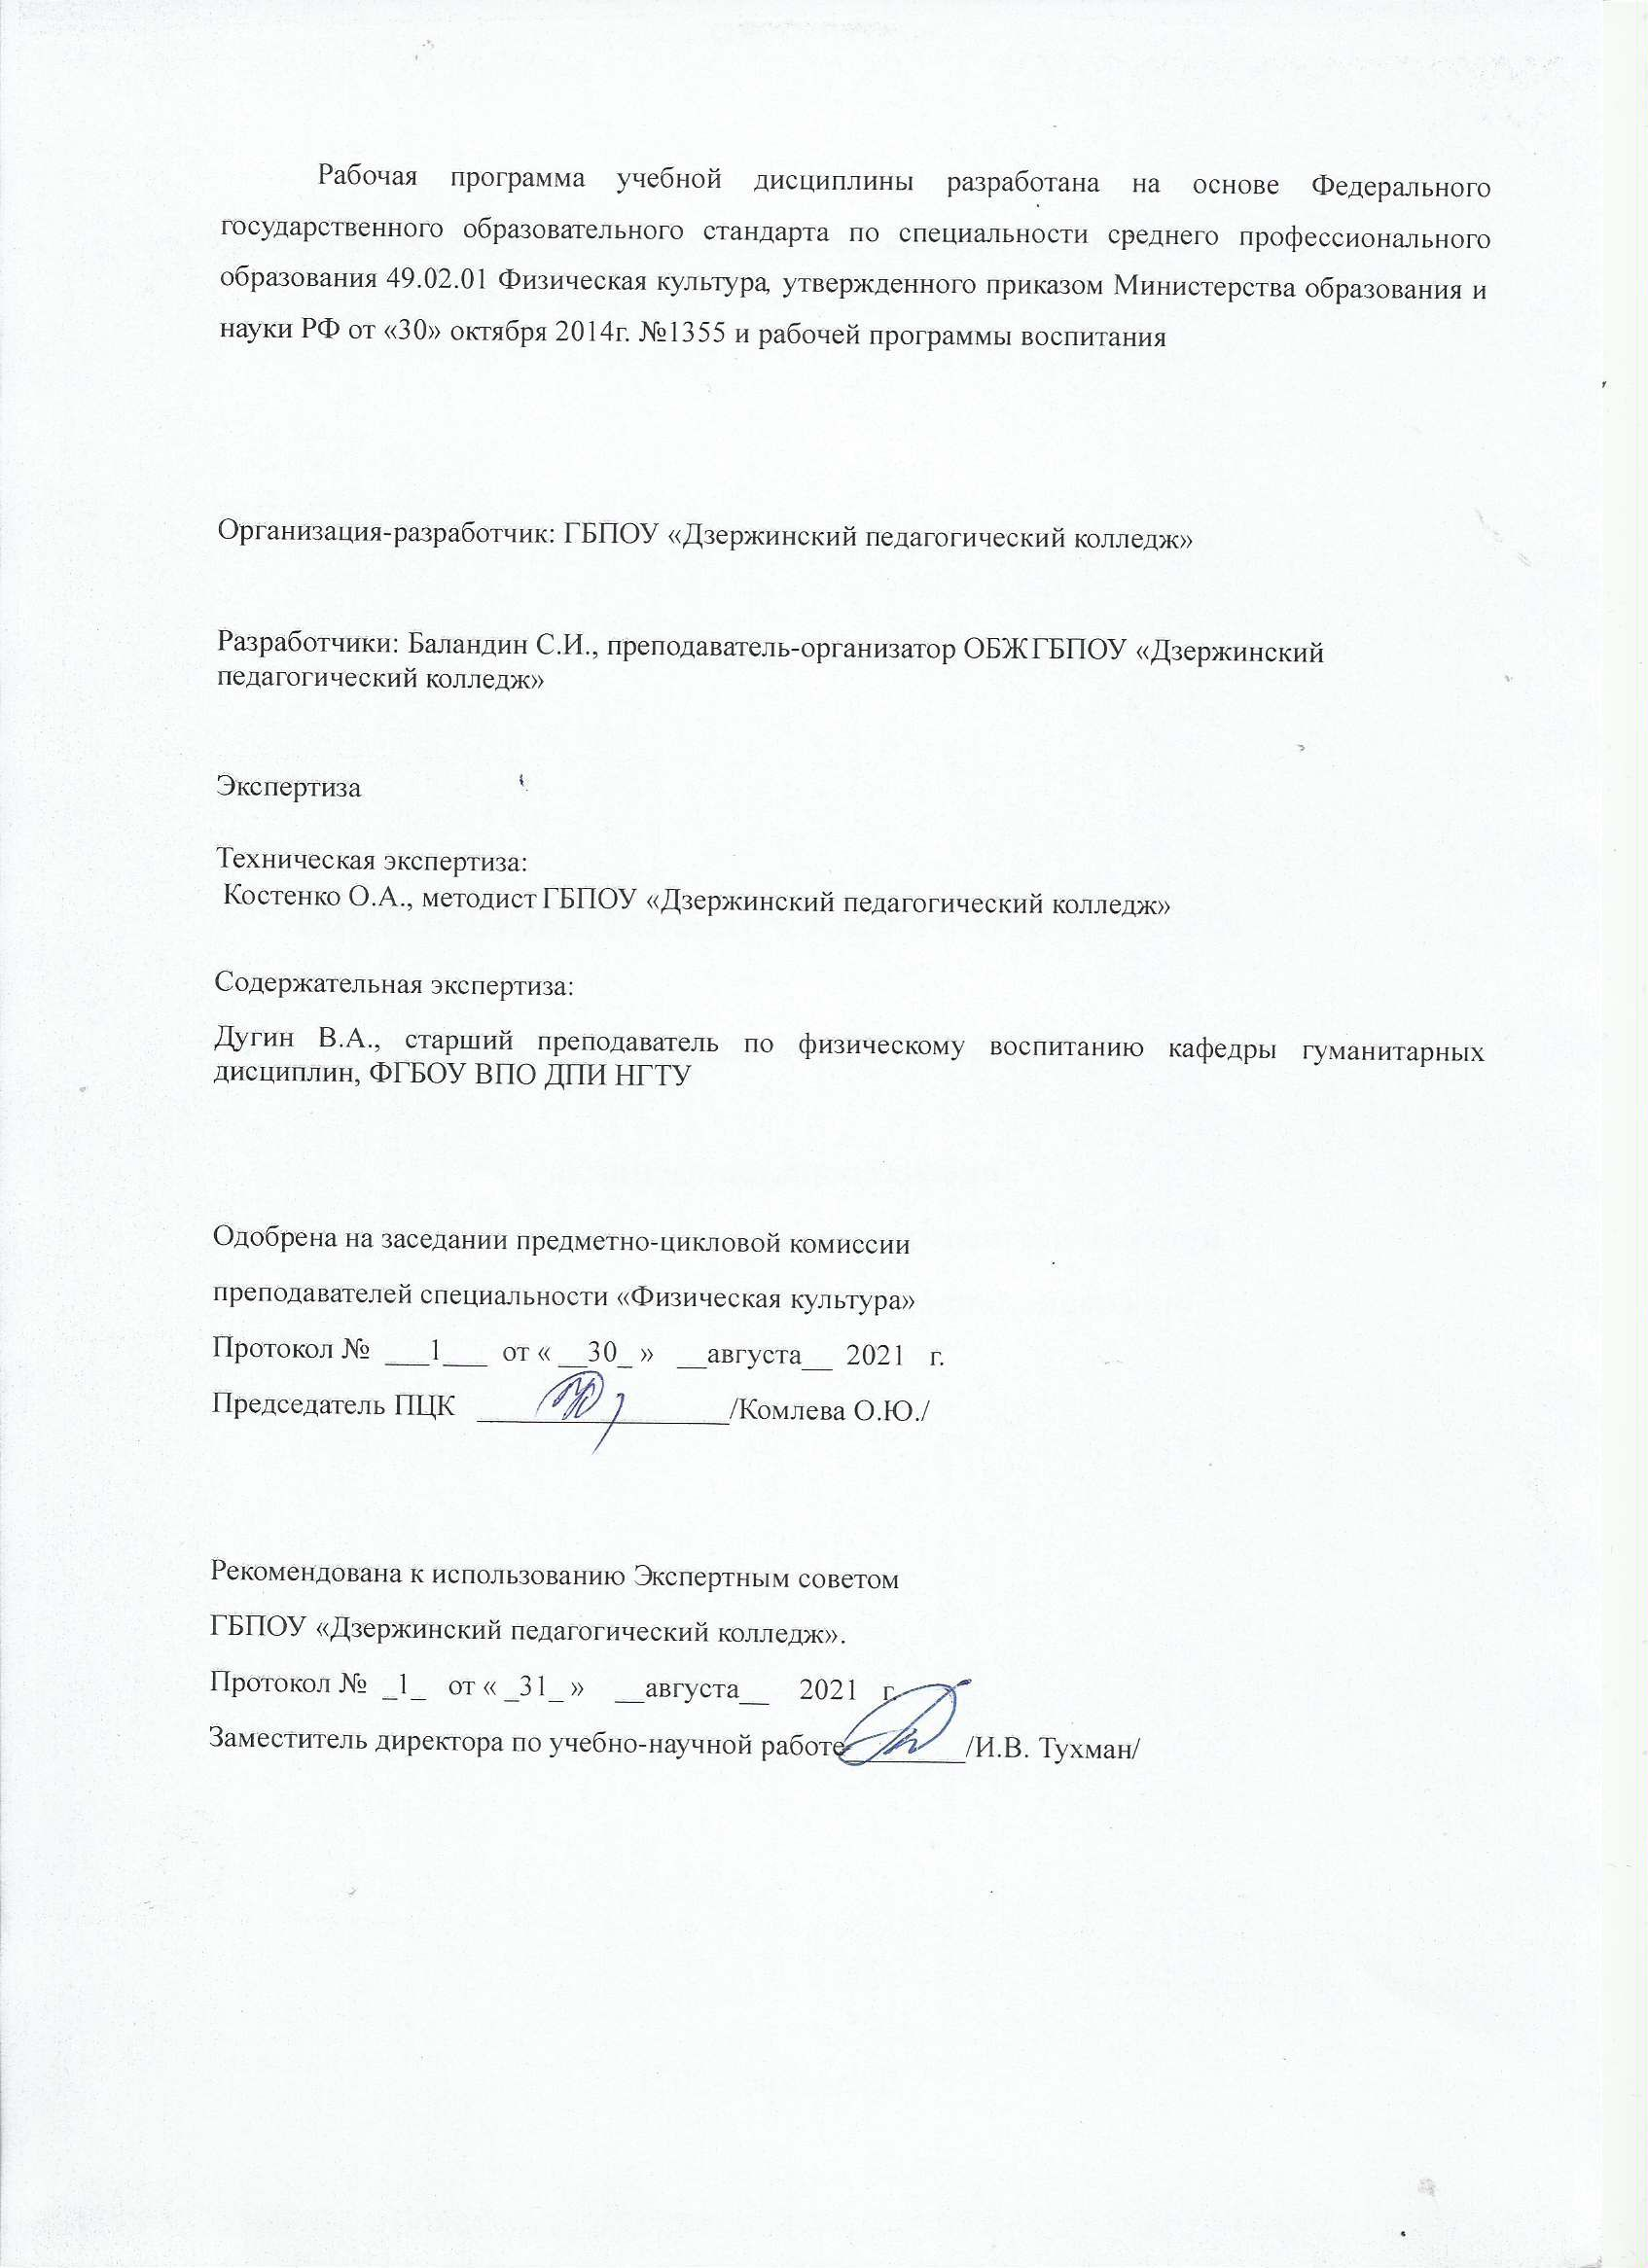 Рабочая программа учебной дисциплины разработана на основе Федерального
государственного образовательного стандарта по специальности среднего профессионального
образования 49.02.01 Физическая культура, утвержденного приказом Министерства образования и
науки РФ от «30» октября 2014г. №1355 и рабочей программы воспитания
Организация-разработчик: ГБПОУ «Дзержинский педагогический колледж»
Разработчики: Баландин С.И., преподаватель-организатор ОБЖ ГБПОУ «Дзержинский
педагогический колледж»
Экспертиза
Техническая экспертиза:
Костенко О.А., методист ГБПОУ «Дзержинский педагогический колледж»
Содержательная экспертиза:
Дугин В.А., старший преподаватель по физическому воспитанию кафедры гуманитарных
дисциплин, ФГБОУ ВПО ДПИ НГТУ
Одобрена на заседании предметно-цикловой комиссии
преподавателей специальности «Физическая культура»
Протокол № ___1___ от « __30_ » __августа__ 2021 г.
Председатель ПЦК _________________/Комлева О.Ю./
Рекомендована к использованию Экспертным советом
ГБПОУ «Дзержинский педагогический колледж».
Протокол № _1_ от « _31_ » __августа__ 2021 г.
Заместитель директора по учебно-научной работе________/И.В. Тухман/